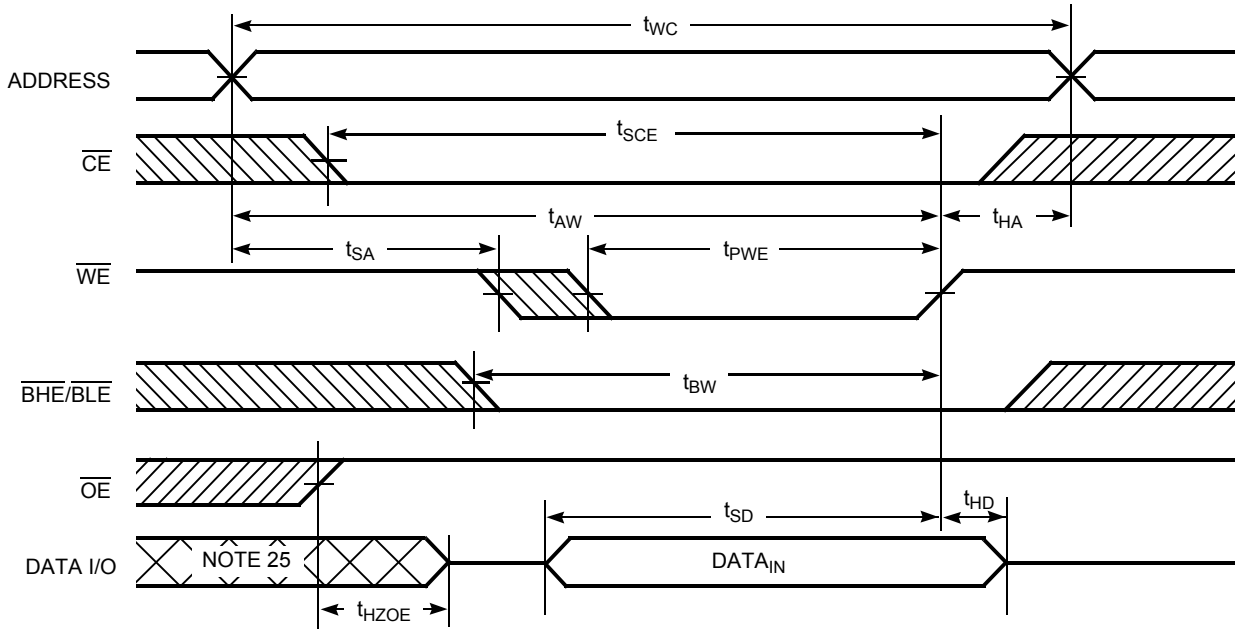 tWC
ADDRESS
tSCE
CE
tAW
tHA
tSA
tPWE
WE
tBW
BHE/BLE
OE
tSD
tHD
DATA I/O
NOTE 25
DATAIN
tHZOE